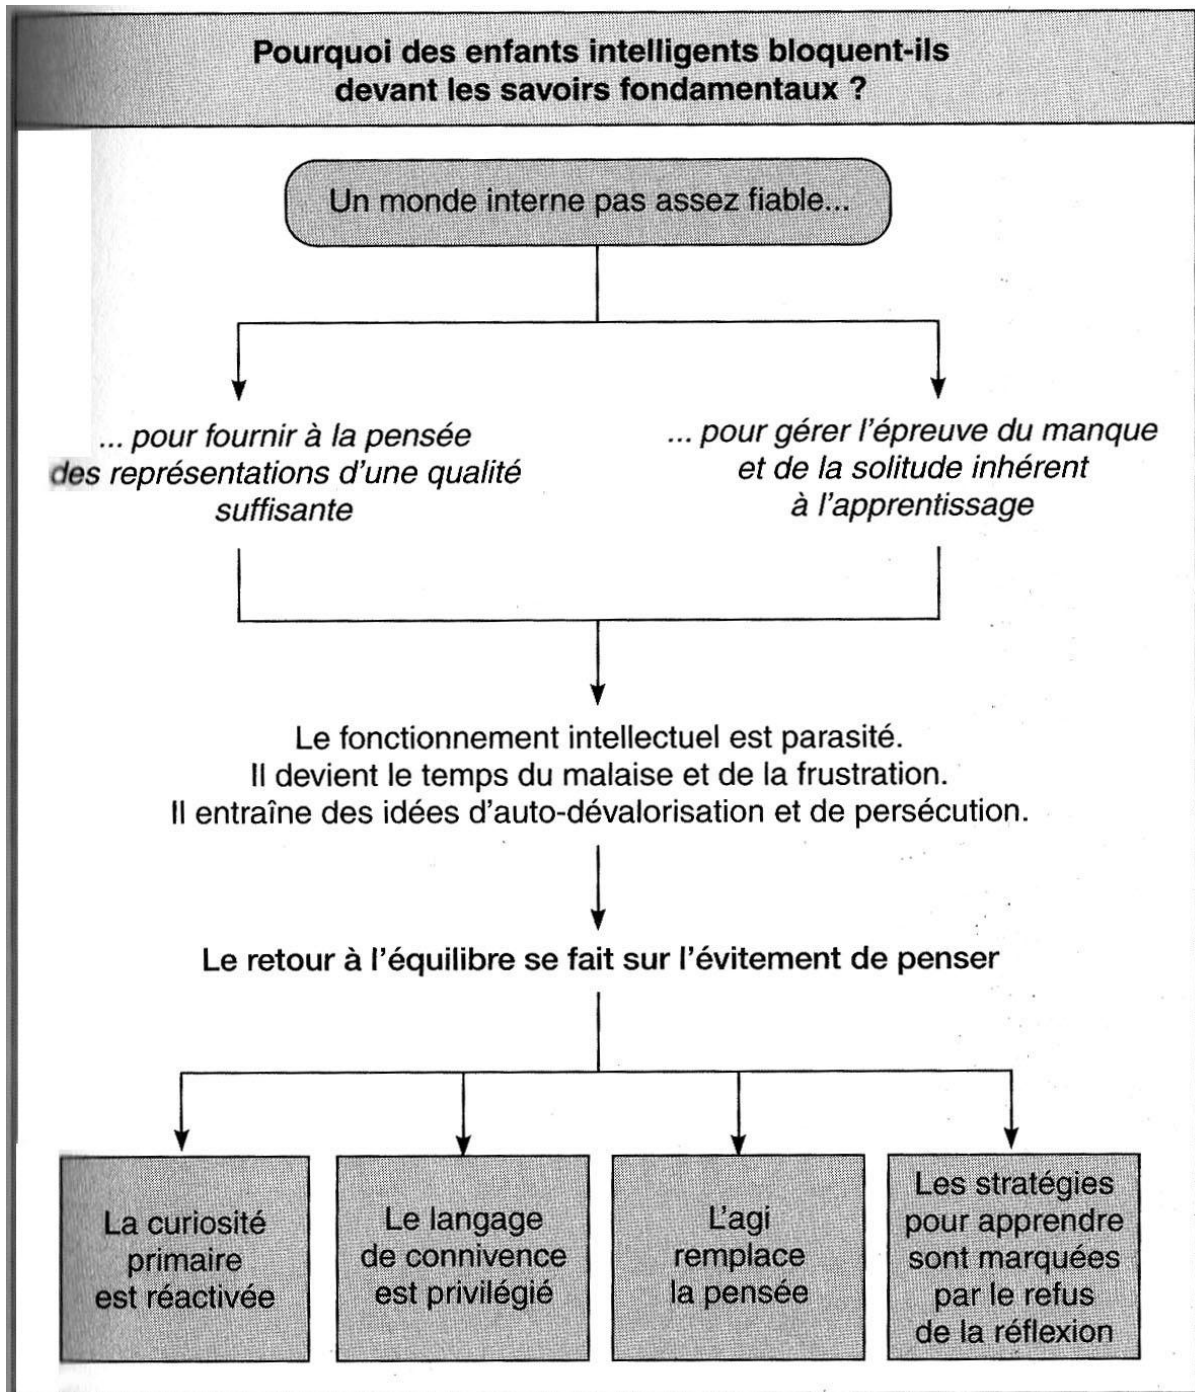 Pourquoi des enfants intelligents bloquent-ils
devant les savoirs fondamentaux ?
Un monde interne pas assez fiable...
... pour fournir à la pensée
des représentations d'une qualité
suffisante
... pour gérer l'épreuve du manque
et de la solitude inhérent
à l'apprentissage
Le fonctionnement intellectuel est parasité.
Il devient le temps du malaise et de la frustration.
Il entraîne des idées d'auto-dévalorisation et de persécution.
Le retour à l'équilibre se fait sur l'évitement de penser
La curiosité
primaire
est réactivée
Le langage
de connivence
est privilégié
L'agi
remplace
la pensée
Les stratégies
pour apprendre
sont marquées
par le refus
de la réflexion